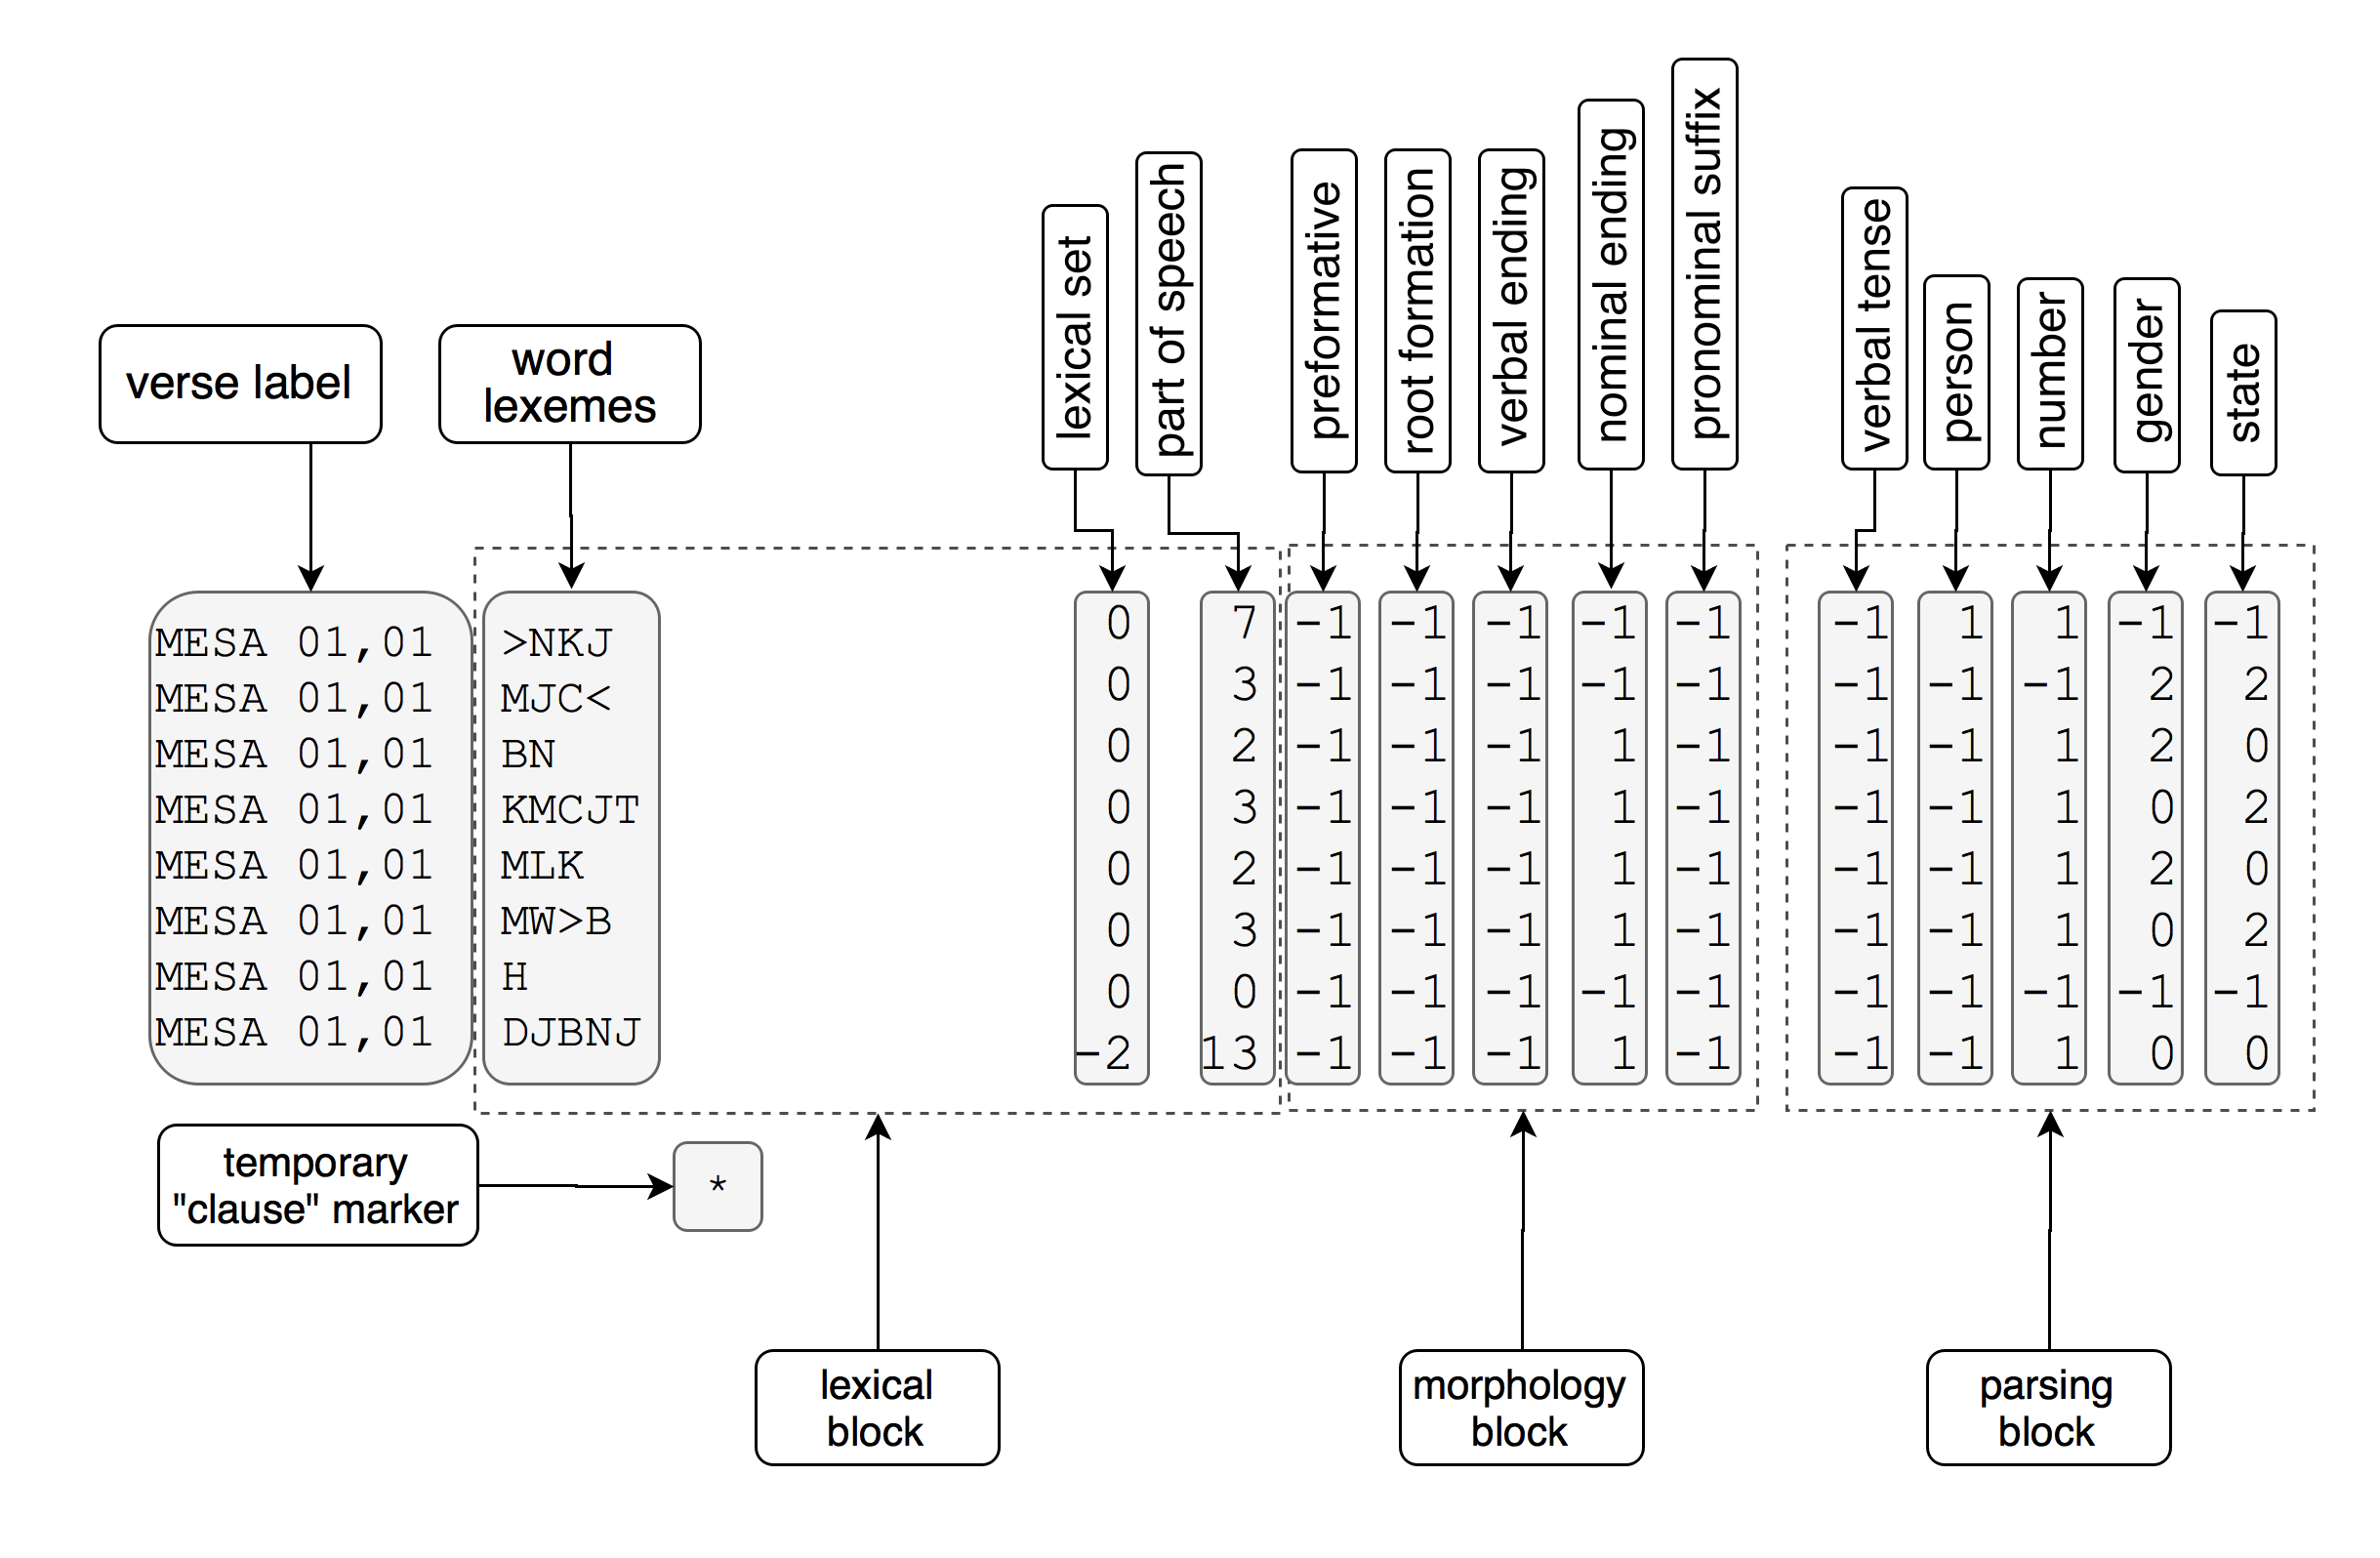 pronominal suffix
nominal ending
preformative
root formation
verbal ending
part of speech
verbal tense
lexical set
person
number
gender
state
verse label
word
lexemes
MESA 01,01 >NKJ 0 7 -1 -1 -1 -1 -1 -1 1 1 -1 -1
MESA 01,01 MJC< 0 3 -1 -1 -1 -1 -1 -1 -1 -1 2 2
MESA 01,01 BN 0 2 -1 -1 -1 1 -1 -1 -1 1 2 0
MESA 01,01 KMCJT 0 3 -1 -1 -1 1 -1 -1 -1 1 0 2
MESA 01,01 MLK 0 2 -1 -1 -1 1 -1 -1 -1 1 2 0
MESA 01,01 MW>B 0 3 -1 -1 -1 1 -1 -1 -1 1 0 2
MESA 01,01 H 0 0 -1 -1 -1 -1 -1 -1 -1 -1 -1 -1
MESA 01,01 DJBNJ -2 13 -1 -1 -1 1 -1 -1 -1 1 0 0
temporary
"clause" marker
*
lexical
block
morphology
block
parsing
block